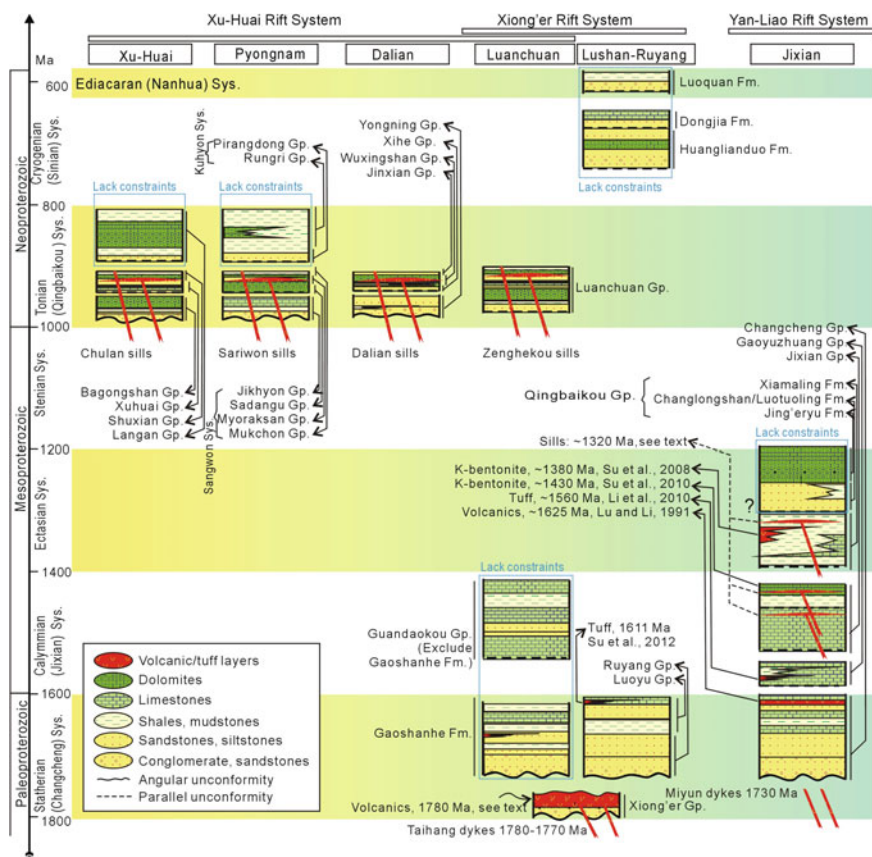 Xu-Huai Rift System
Xiong'er Rift System
Yan-Liao Rift System
Ma
Xu-Huai
Pyongnam
Dalian
Luanchuan
Lushan-Ruyang
Jixian
600
800
1000
1200
1400
1600
1800
Neoproterozoic
Mesoproterozoic
Paleoproterozoic
Cryogenian
(Sinian) Sys.
Tonian
(Qingbaikou) Sys.
Stenian Sys.
Ectasian Sys.
Calymmian
(Jixian) Sys.
Statherian
(Changcheng) Sys.
Ediacaran (Nanhua) Sys.
Luoquan Fm.
Dongjia Fm.
Huanglianduo Fm.
Lack constraints
Kuhyon Sys.
Pirangdong Gp.
Rungri Gp.
Yongning Gp.
Xihe Gp.
Wuxingshan Gp.
Jinxian Gp.
Lack constraints
Lack constraints
Luanchuan Gp.
Chulan sills
Sariwon sills
Dalian sills
Zenghekou sills
Bagongshan Gp.
Xuhuai Gp.
Shuxian Gp.
Langan Gp.
Sangwon Sys.
Jikhyon Gp.
Sadangu Gp.
Myoraksan Gp.
Mukchon Gp.
Changcheng Gp.
Gaoyuzhuang Gp.
Jixian Gp.
Qingbaikou Gp.
Xiamaling Fm.
Changlongshan/Luotuoling Fm.
Jing'eryu Fm.
Sills: ~1320 Ma,see text
K-bentonite, ~1380 Ma, Su et al., 2008
K-bentonite, ~1430 Ma, Su et al., 2010
Tuff, ~1560 Ma, Li et al., 2010
Volcanics, ~1625 Ma, Lu and Li, 1991
Lack constraints
?
Lack constraints
Guandaokou Gp.
(Exclude
Gaoshanhe Fm.)
Tuff, 1611 Ma
Su et al., 2012
Ruyang Gp.
Luoyu Gp.
Gaoshanhe Fm.
Volcanics, 1780 Ma, see text
Xiong'er Gp.
Taihang dykes 1780-1770 Ma
Miyun dykes 1730 Ma
Volcanic/tuff layers
Dolomites
Limestones
Shales, mudstones
Sandstones, siltstones
Conglomerate, sandstones
Angular unconformity
Parallel unconformity